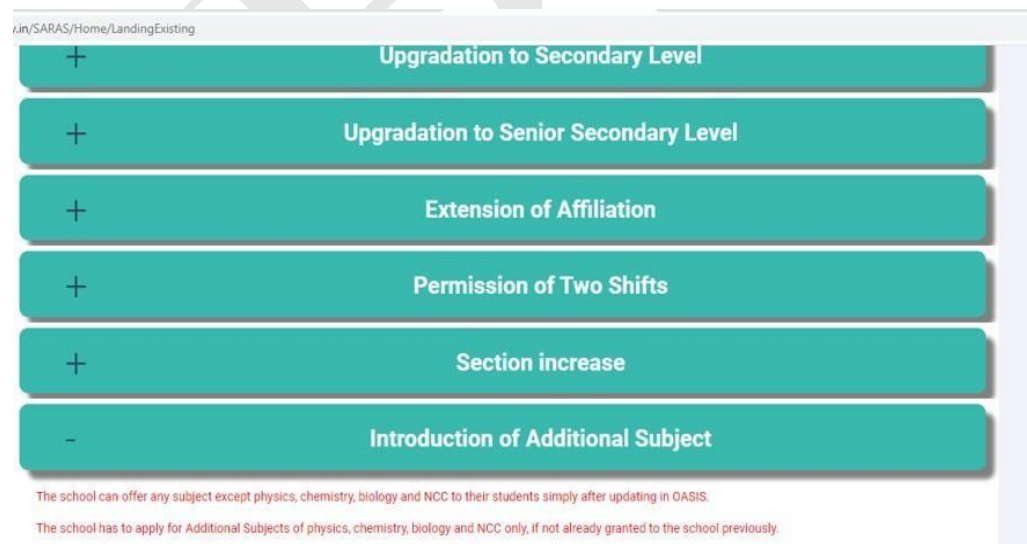 v.in/SARAS/Home/LandingExisting
+ Upgradation to Secondary Level
+ Upgradation to Senior Secondary Level
+ Extension of Affiliation
+ Permission of Two Shifts
+ Section increase
- Introduction of Additional Subject
The school can offer any subject except physics, chemistry, biology and NCC to their students simply after updating in OASIS.
The school has to apply for Additional Subjects of physics, chemistry, biology and NCC only, if not already granted to the school previously.